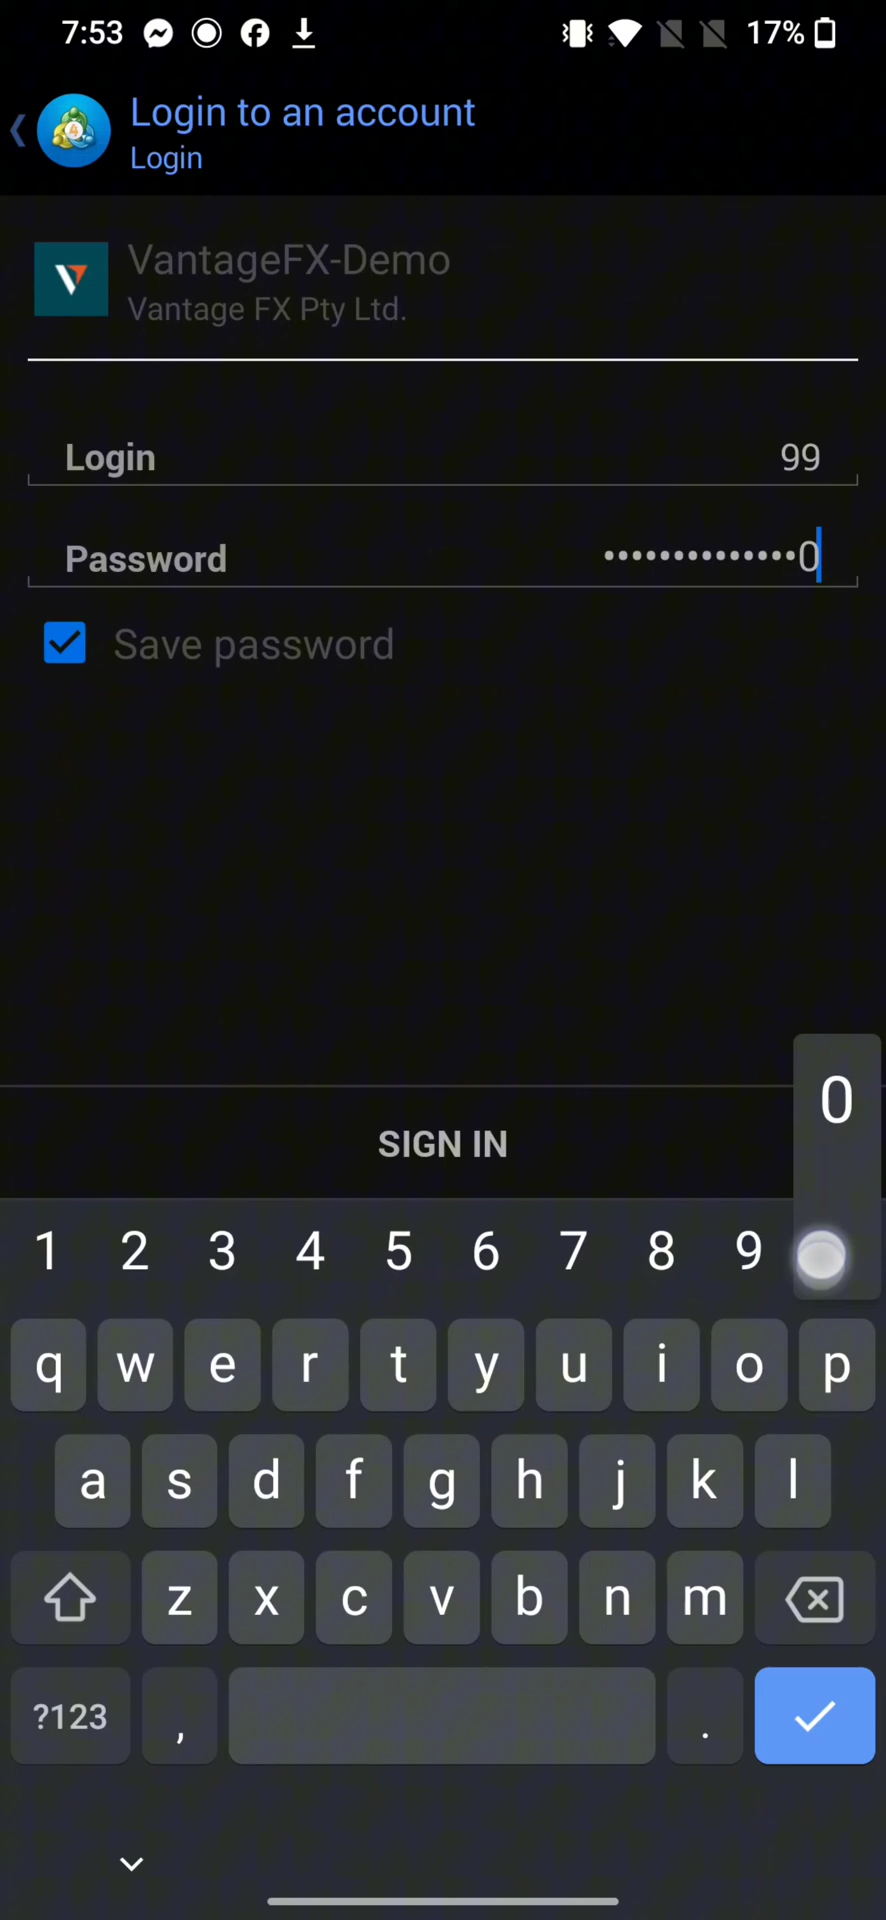 7:53 17%
Login to an account
Login
VantageFX-Demo
Vantage FX Pty Ltd.
Login 99
Password ••••••••••••••0
Save password
0
SIGN IN
1 2 3 4 5 6 7 8 9
q w e r t y u i o p
a s d f g h j k l
z x c v b n m
?123 , .